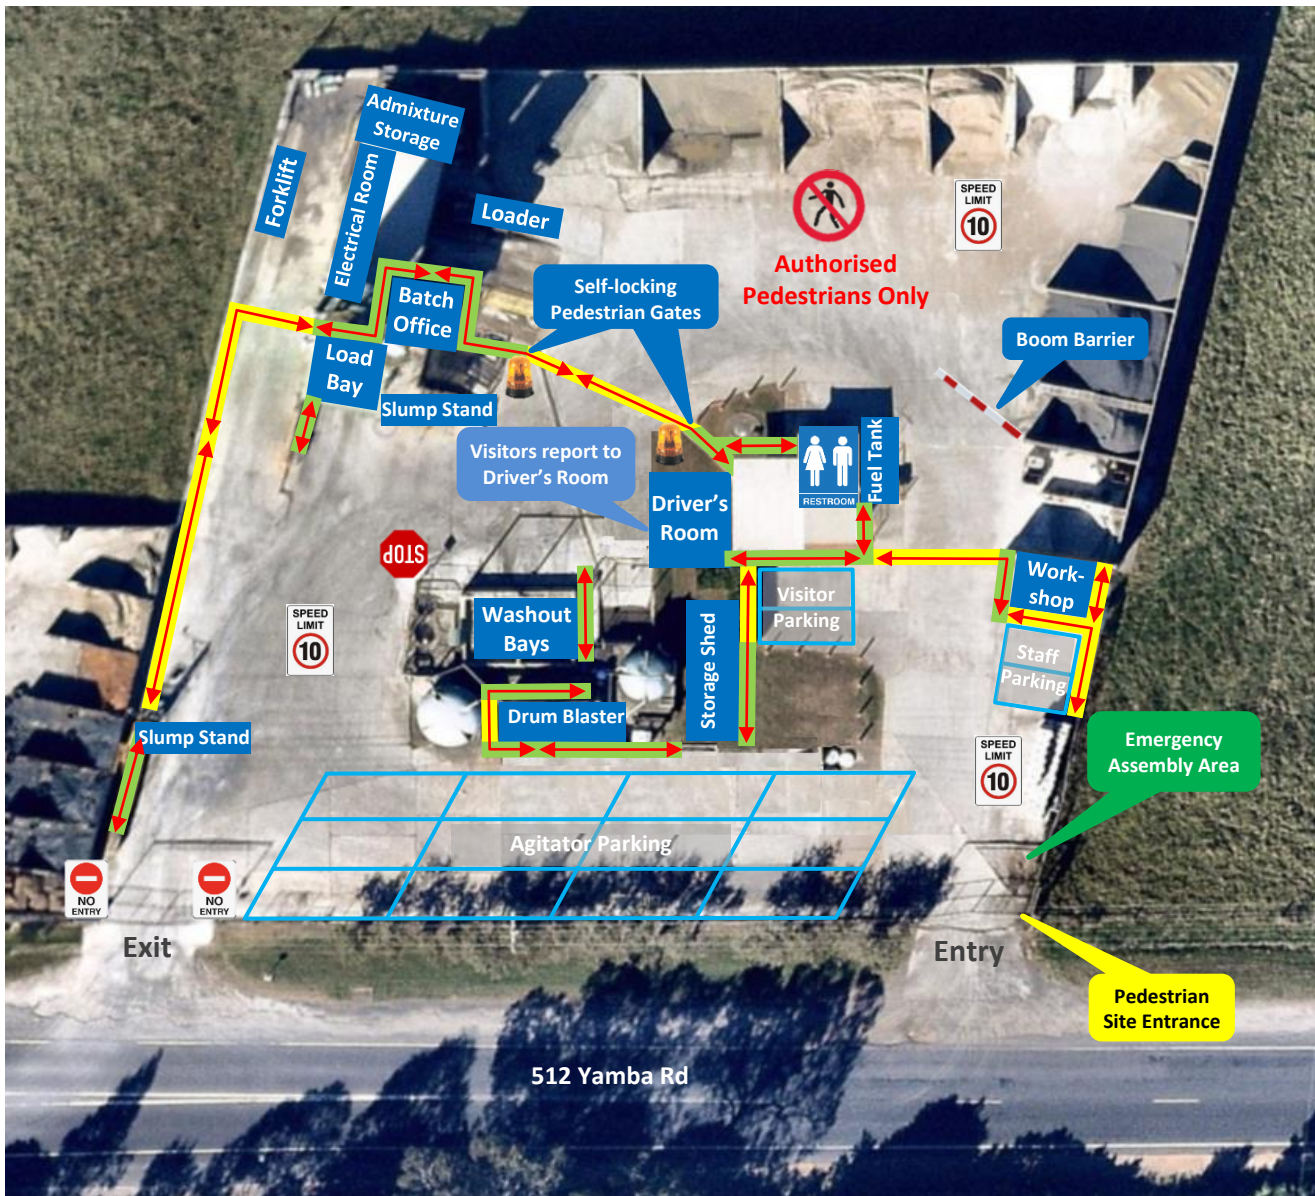 Admixture
Storage
Forklift
Electrical Room
Loader
SPEED
LIMIT
10
Authorised
Pedestrians Only
Batch
Office
Self-locking
Pedestrian Gates
Boom Barrier
Load
Bay
Slump Stand
Visitors report to
Driver's Room
Fuel Tank
RESTROOM
Driver's
Room
STOP
Work-
shop
Visitor
Parking
Washout
Bays
SPEED
LIMIT
10
Storage Shed
Staff
Parking
Drum Blaster
Slump Stand
Emergency
Assembly Area
SPEED
LIMIT
10
Agitator Parking
NO
ENTRY
NO
ENTRY
Exit
Entry
Pedestrian
Site Entrance
512 Yamba Rd